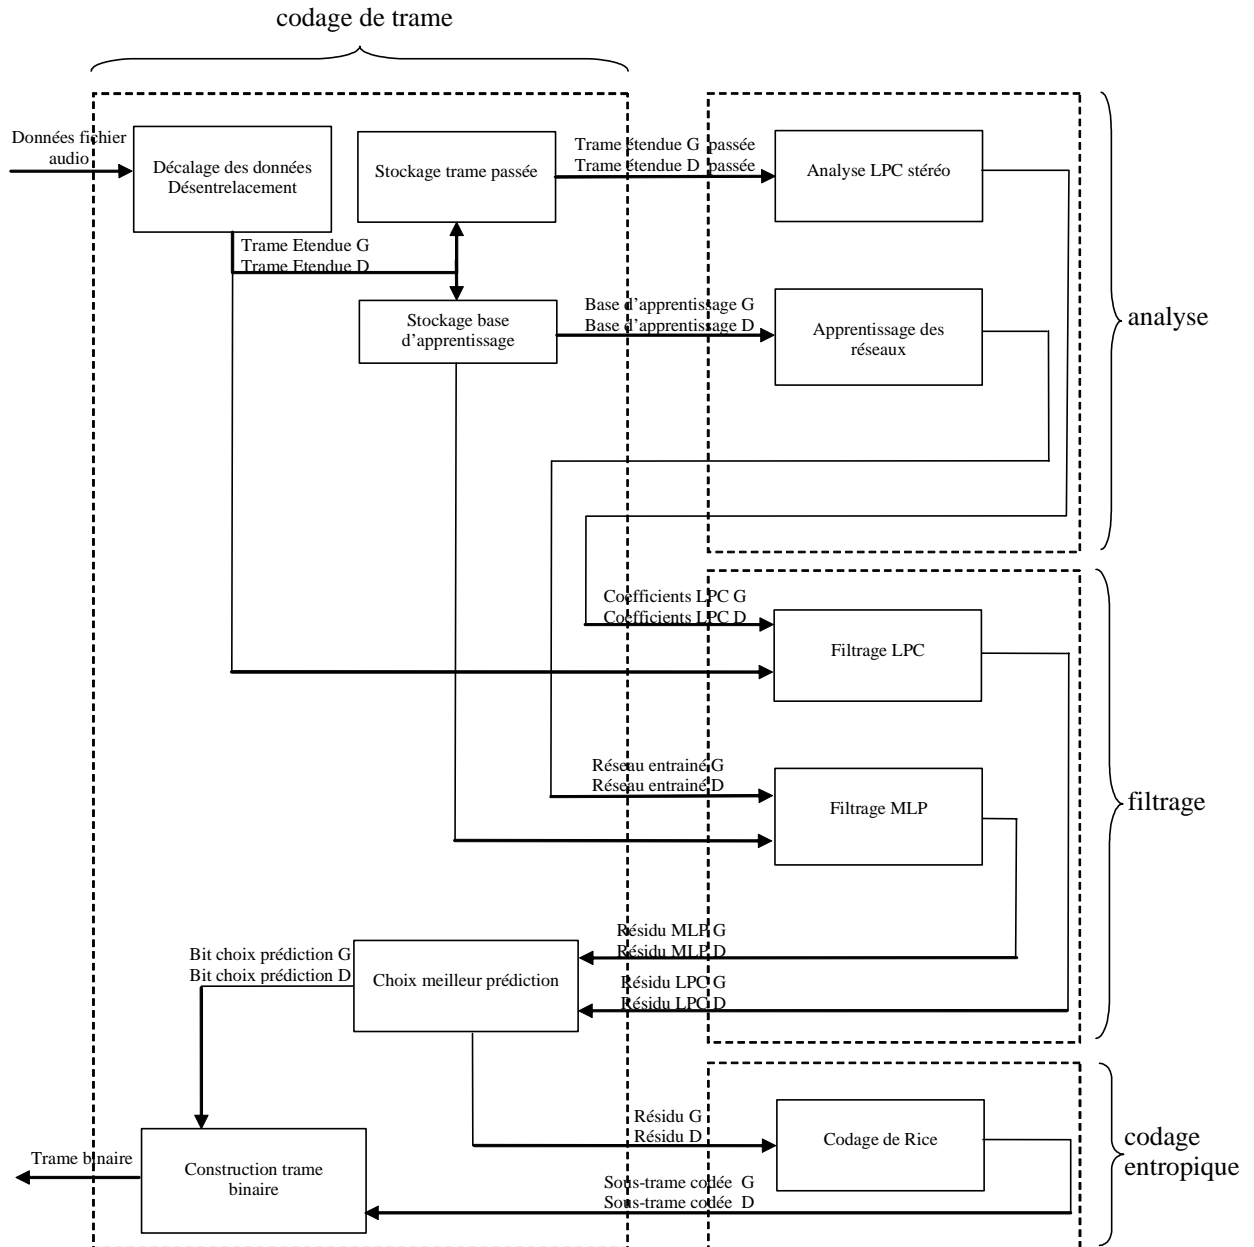 codage de trame
Données fichier
audio
Décalage des données
Désentrelacement
Stockage trame passée
Trame étendue G passée
Trame étendue D passée
Analyse LPC stéréo
Trame Etendue G
Trame Etendue D
Stockage base
d'apprentissage
Base d'apprentissage G
Base d'apprentissage D
Apprentissage des
réseaux
analyse
Coefficients LPC G
Coefficients LPC D
Filtrage LPC
Réseau entrainé G
Réseau entrainé D
Filtrage MLP
filtrage
Résidu MLP G
Résidu MLP D
Bit choix prédiction G
Bit choix prédiction D
Choix meilleur prédiction
Résidu LPC G
Résidu LPC D
Résidu G
Résidu D
Codage de Rice
codage
entropique
Trame binaire
Construction trame
binaire
Sous-trame codée G
Sous-trame codée D